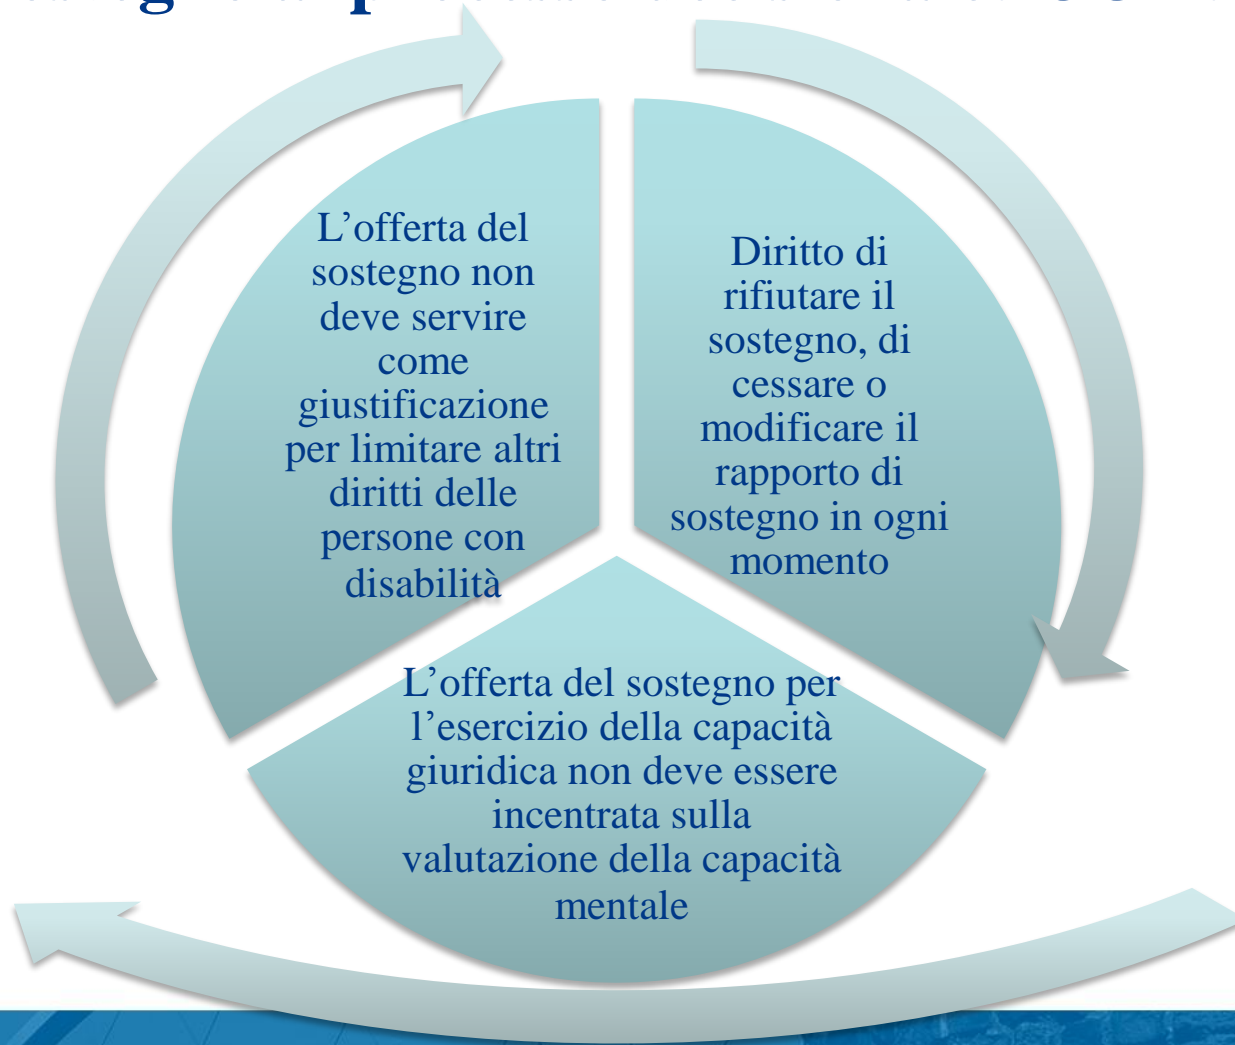 L’offerta del
sostegno non
deve servire
come
giustificazione
per limitare altri
diritti delle
persone con
disabilità
Diritto di
rifiutare il
sostegno, di
cessare o
modificare il
rapporto di
sostegno in ogni
momento
L’offerta del sostegno per
l’esercizio della capacità
giuridica non deve essere
incentrata sulla
valutazione della capacità
mentale